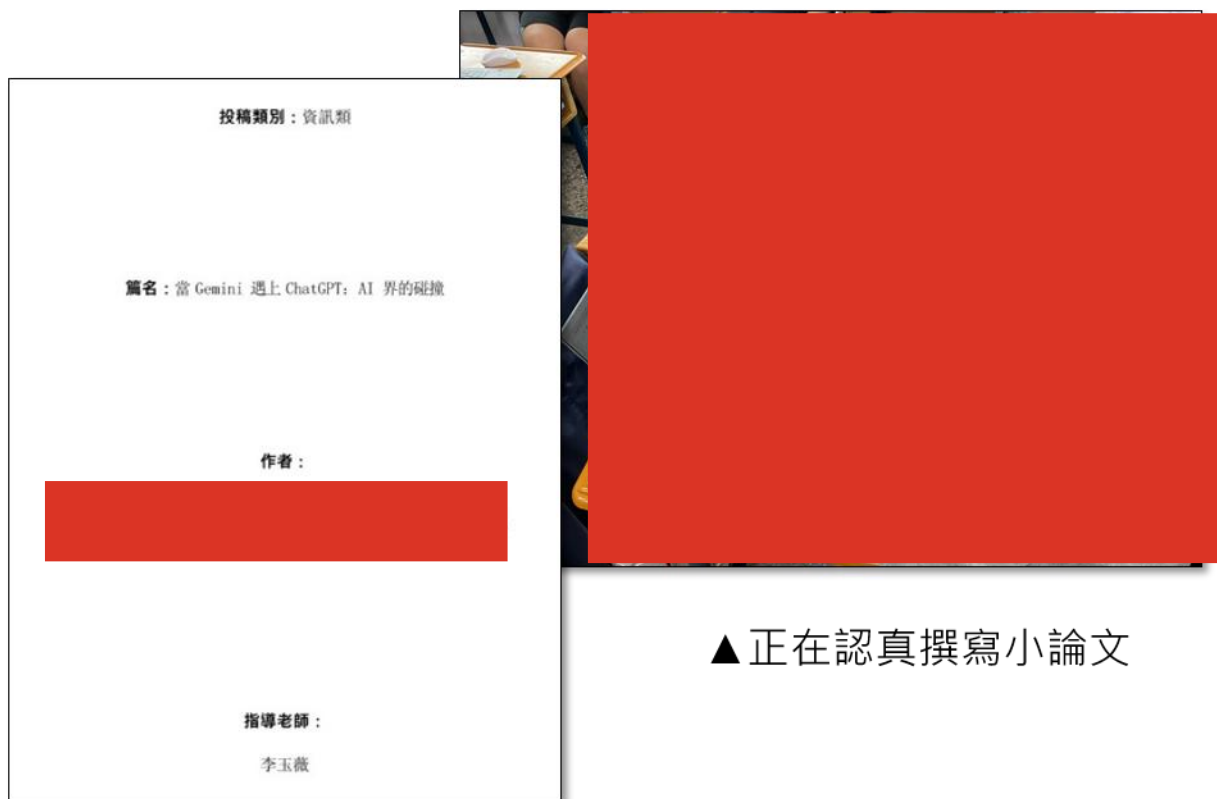 投稿類別：資訊類
篇名：當 Gemini 遇上 ChatGPT：AI 界的碰撞
作者：
指導老師：
李玉薇
▲正在認真撰寫小論文